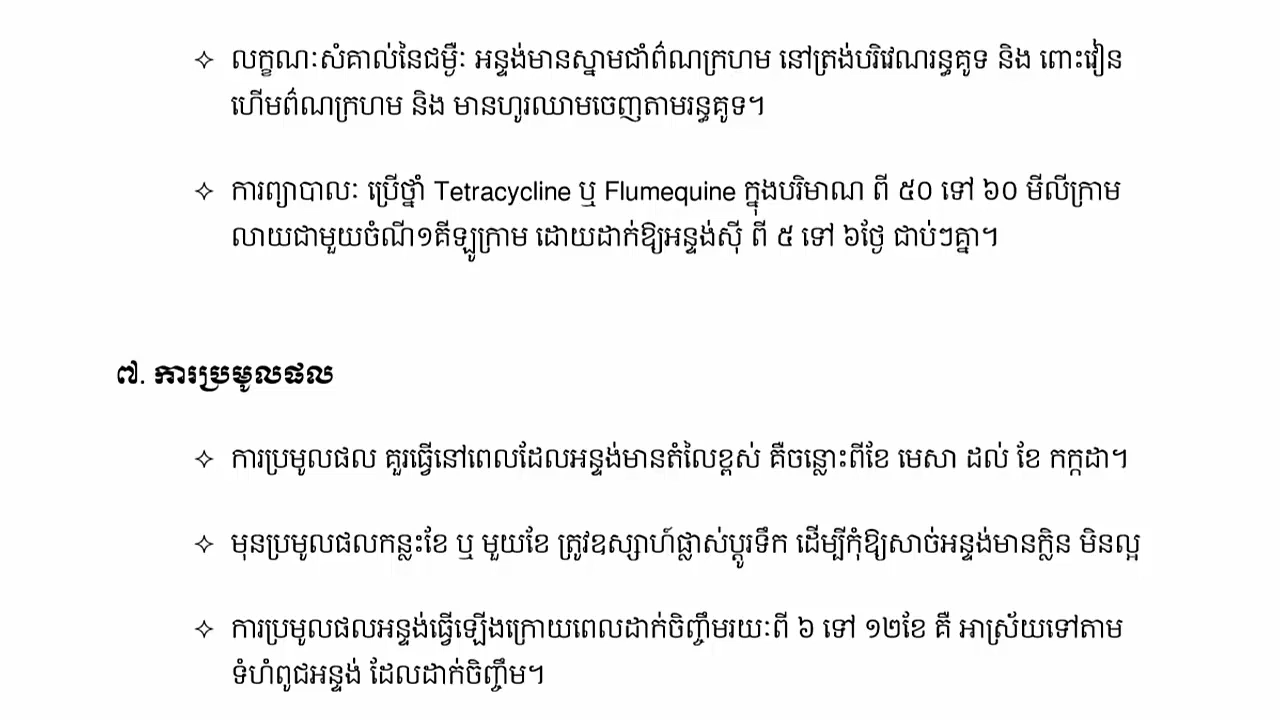 ✧ លក្ខណៈសំគាល់នៃជម្ងឺៈ អន្ទង់មានស្នាមជាំព៌ណក្រហម នៅត្រង់បរិវេណរន្ធគូទ និង ពោះវៀន
ហើមព៌ណក្រហម និង មានហូរឈាមចេញតាមរន្ធគូទ។
✧ ការព្យាបាលៈ ប្រើថ្នាំ Tetracycline ឬ Flumequine ក្នុងបរិមាណ ពី ៥០ ទៅ ៦០ មីលីក្រាម
លាយជាមួយចំណី១គីឡូក្រាម ដោយដាក់ឱ្យអន្ទង់ស៊ី ពី ៥ ទៅ ៦ថ្ងៃ ជាប់ៗគ្នា។
៧. ការប្រមូលផល
✧ ការប្រមូលផល គួរធ្វើនៅពេលដែលអន្ទង់មានតំលៃខ្ពស់ គឺចន្លោះពីខែ មេសា ដល់ ខែ កក្កដា។
✧ មុនប្រមូលផលកន្លះខែ ឬ មួយខែ ត្រូវឧស្សាហ៍ផ្លាស់ប្តូរទឹក ដើម្បីកុំឱ្យសាច់អន្ទង់មានក្លិន មិនល្អ
✧ ការប្រមូលផលអន្ទង់ធ្វើឡើងក្រោយពេលដាក់ចិញ្ចឹមរយៈពី ៦ ទៅ ១២ខែ គឺ អាស្រ័យទៅតាម
ទំហំពូជអន្ទង់ ដែលដាក់ចិញ្ចឹម។